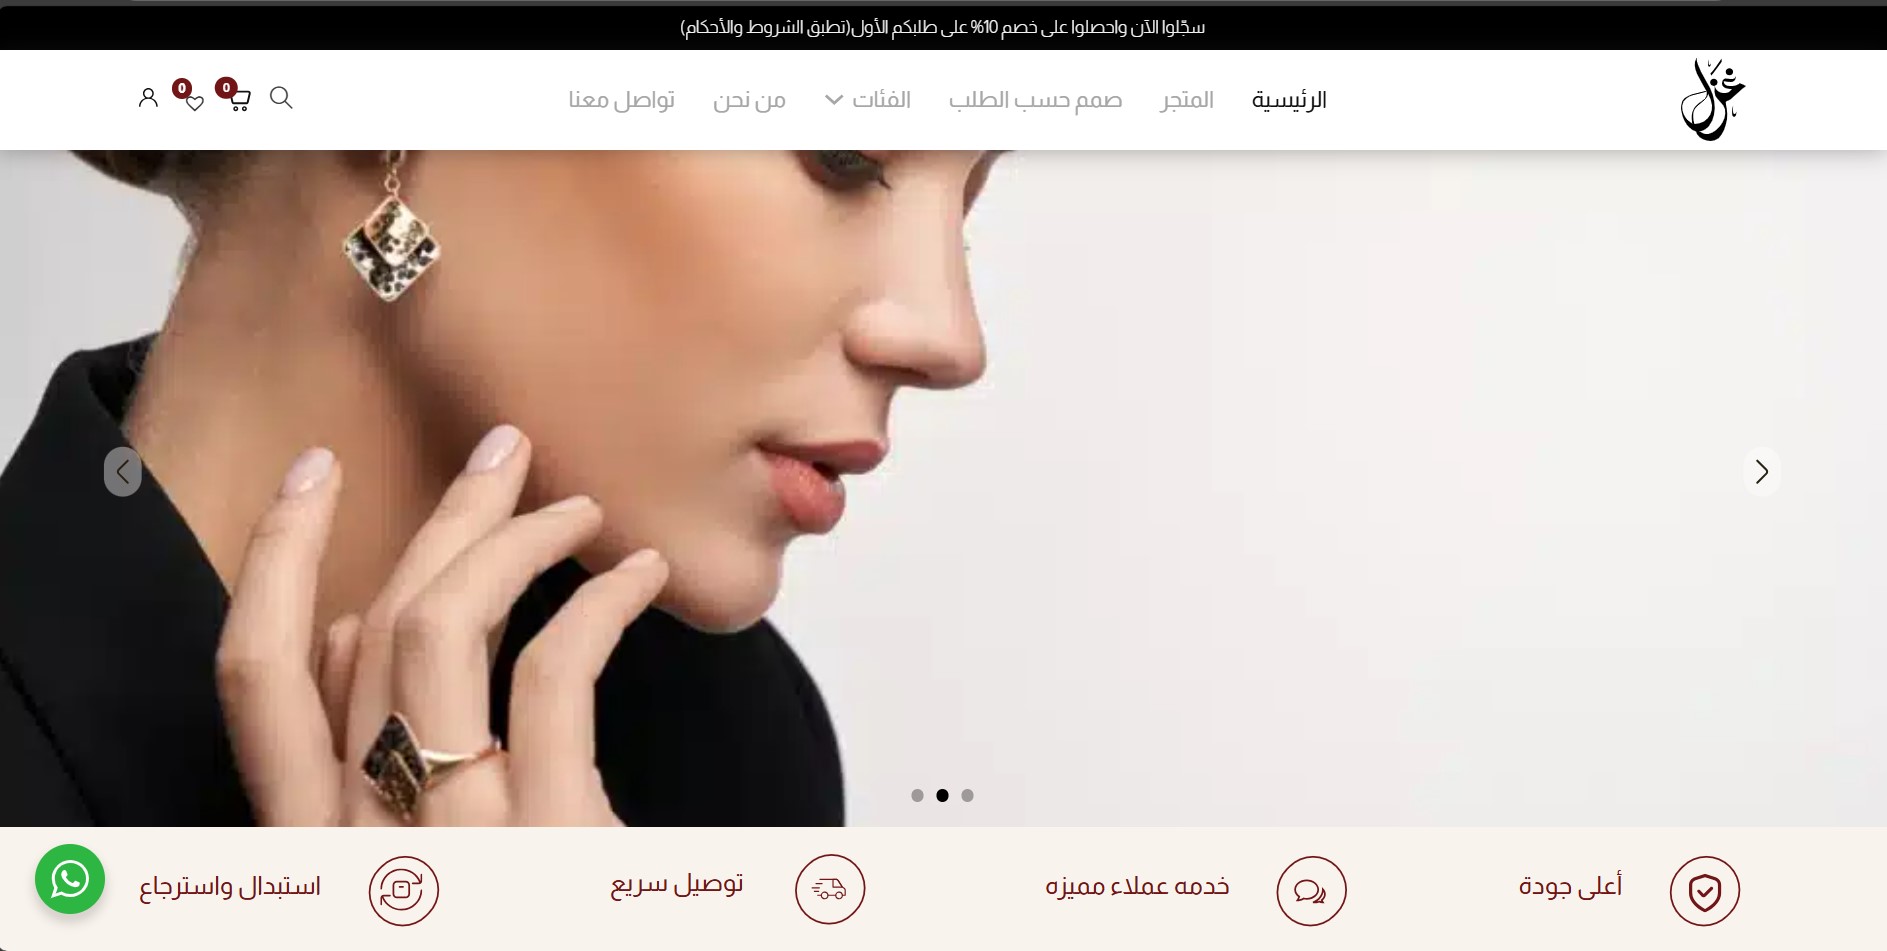 سجّلوا الآن واحصلوا على خصم 10% على طلبكم الأول(تطبق الشروط والأحكام)
غزل
الرئيسية
المتجر
صمم حسب الطلب
الفئات
من نحن
تواصل معنا
0
0
أعلى جودة
خدمه عملاء مميزه
توصيل سريع
استبدال واسترجاع